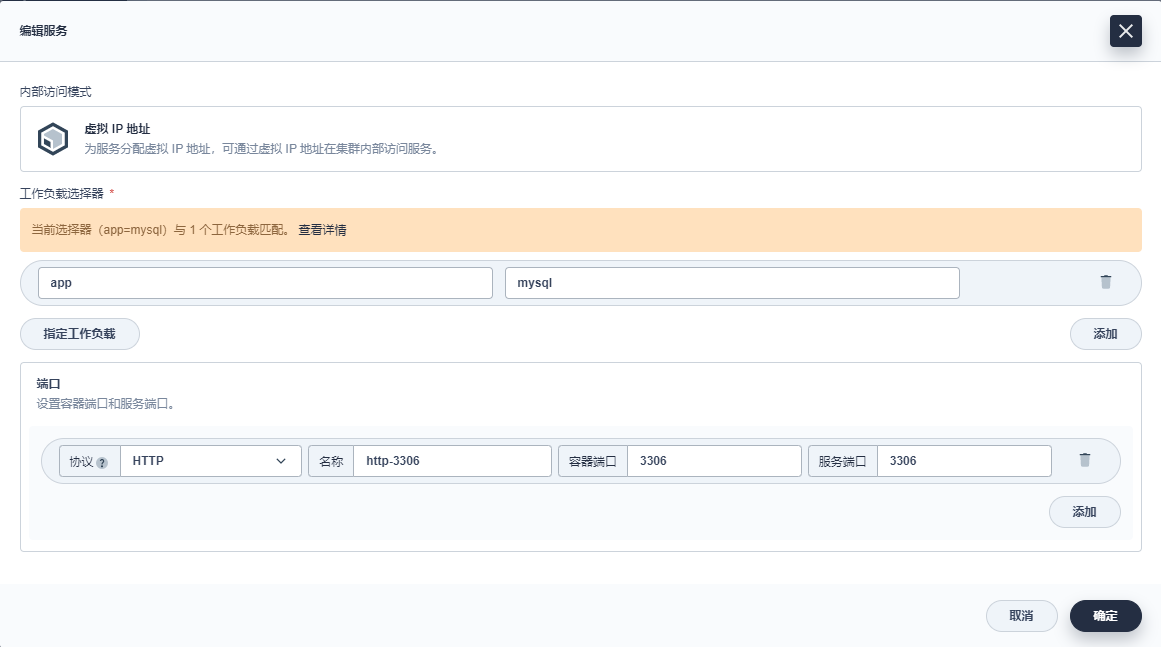 编辑服务
内部访问模式
虚拟 IP 地址
为服务分配虚拟 IP 地址，可通过虚拟 IP 地址在集群内部访问服务。
工作负载选择器 *
当前选择器（app=mysql）与 1 个工作负载匹配。 查看详情
app mysql
指定工作负载 添加
端口
设置容器端口和服务端口。
协议 ? HTTP 名称 http-3306 容器端口 3306 服务端口 3306
添加
取消 确定